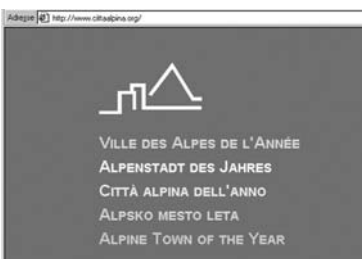 Adresse http://www.cittaalpina.org/
VILLE DES ALPES DE L'ANNÉE
ALPENSTADT DES JAHRES
CITTÀ ALPINA DELL'ANNO
ALPSKO MESTO LETA
ALPINE TOWN OF THE YEAR